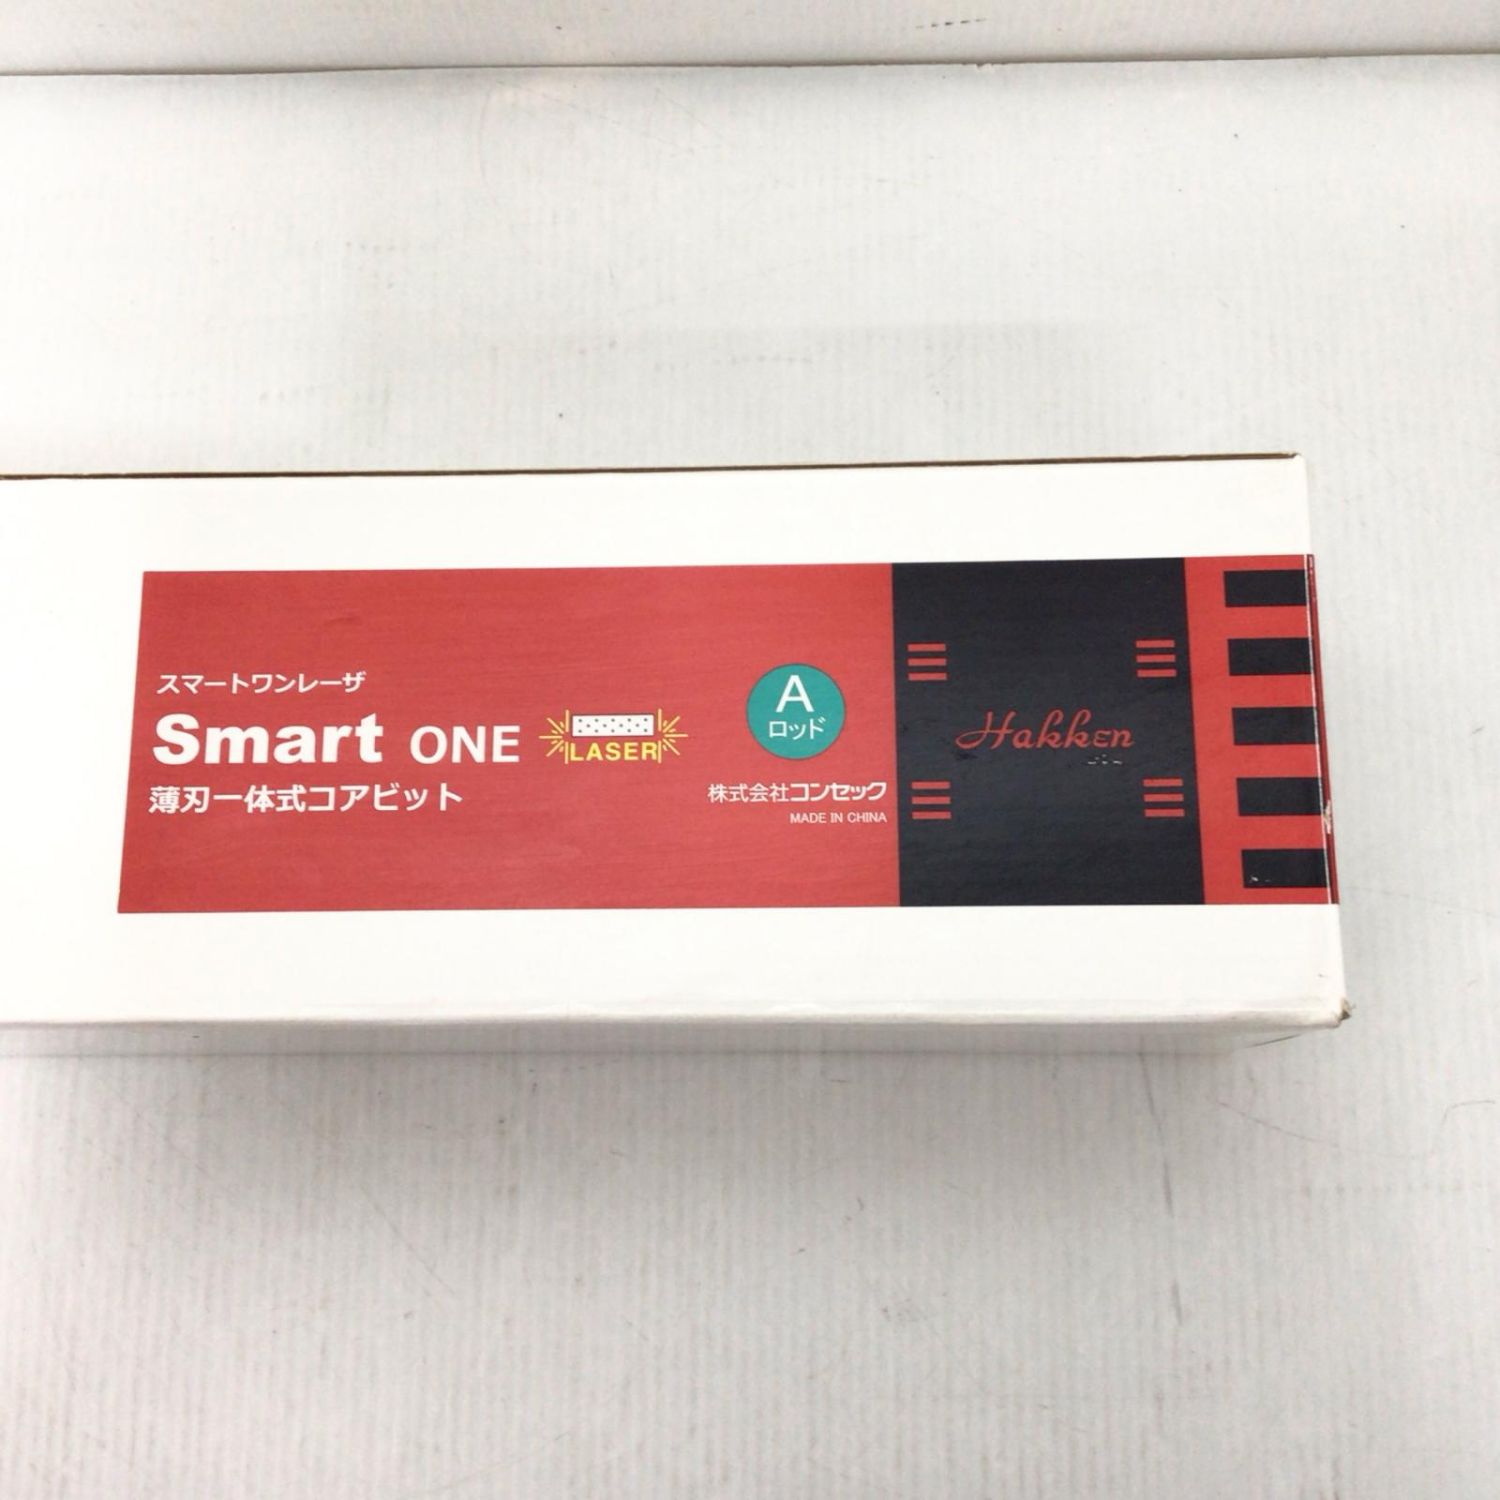 スマートワンレーザ
Smart ONE
LASER
薄刃一体式コアビット
A
ロッド
株式会社コンセック
MADE IN CHINA
Hakken